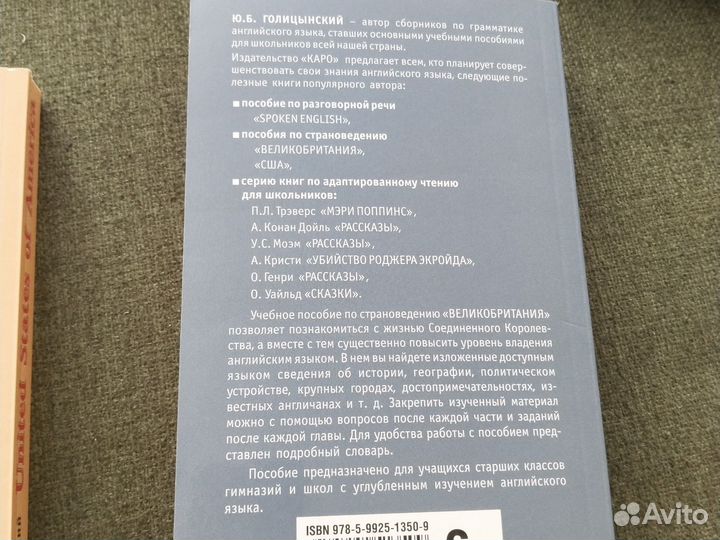 Ю.Б. ГОЛИЦЫНСКИЙ – автор сборников по грамматике
английского языка, ставших основными учебными пособиями
для школьников всей нашей страны.
Издательство «КАРО» предлагает всем, кто планирует совер-
шенствовать свои знания английского языка, следующие по-
лезные книги популярного автора:
■ пособие по разговорной речи
«SPOKEN ENGLISH»,
■ пособия по страноведению
«ВЕЛИКОБРИТАНИЯ»,
«США»,
■ серию книг по адаптированному чтению
для школьников:
П.Л. Трэверс «МЭРИ ПОППИНС»,
А. Конан Дойль «РАССКАЗЫ»,
У.С. Моэм «РАССКАЗЫ»,
А. Кристи «УБИЙСТВО РОДЖЕРА ЭКРОЙДА»,
О. Генри «РАССКАЗЫ»,
О. Уайльд «СКАЗКИ».
Учебное пособие по страноведению «ВЕЛИКОБРИТАНИЯ»
позволяет познакомиться с жизнью Соединенного Королев-
ства, а вместе с тем существенно повысить уровень владения
английским языком. В нем вы найдете изложенные доступным
языком сведения об истории, географии, политическом
устройстве, крупных городах, достопримечательностях, из-
вестных англичанах и т. д. Закрепить изученный материал
можно с помощью вопросов после каждой части и заданий
после каждой главы. Для удобства работы с пособием пред-
ставлен подробный словарь.
Пособие предназначено для учащихся старших классов
гимназий и школ с углубленным изучением английского
языка.
ISBN 978-5-9925-1350-9
United States of America
Avito